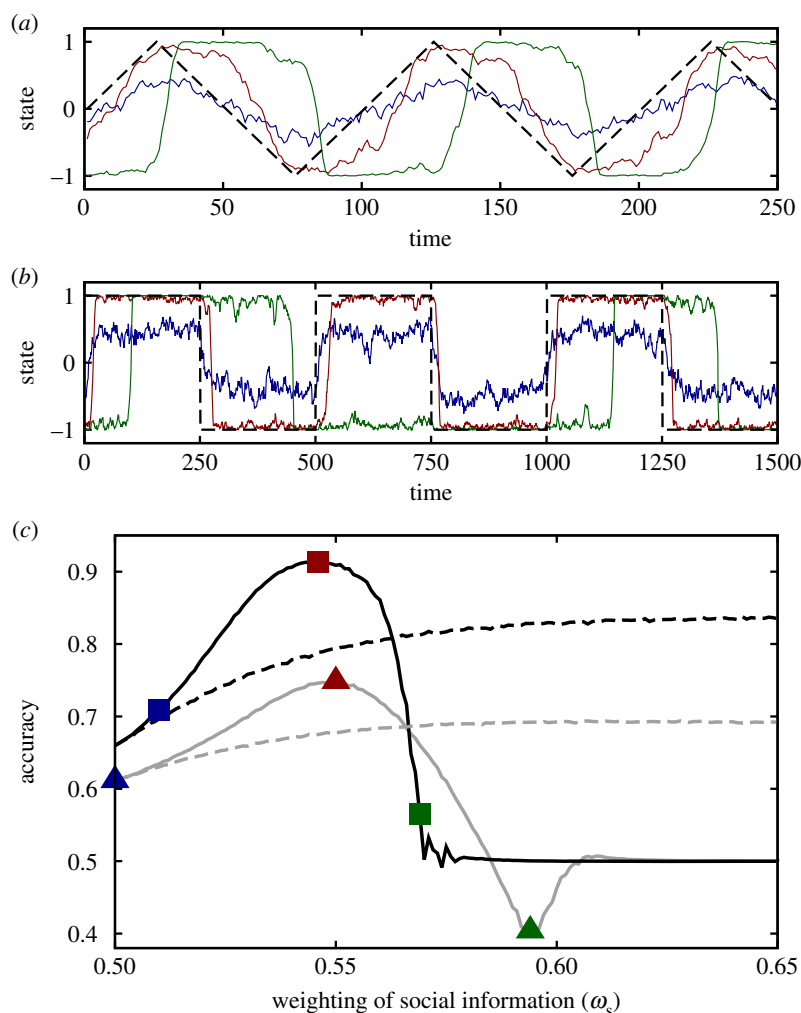 (a)
1
0
–1
state
0 50 100 150 200 250
time
(b)
1
0
–1
state
0 250 500 750 1000 1250 1500
time
(c)
0.9
0.8
0.7
0.6
0.5
0.4
accuracy
0.50 0.55 0.60 0.65
weighting of social information (ωs)